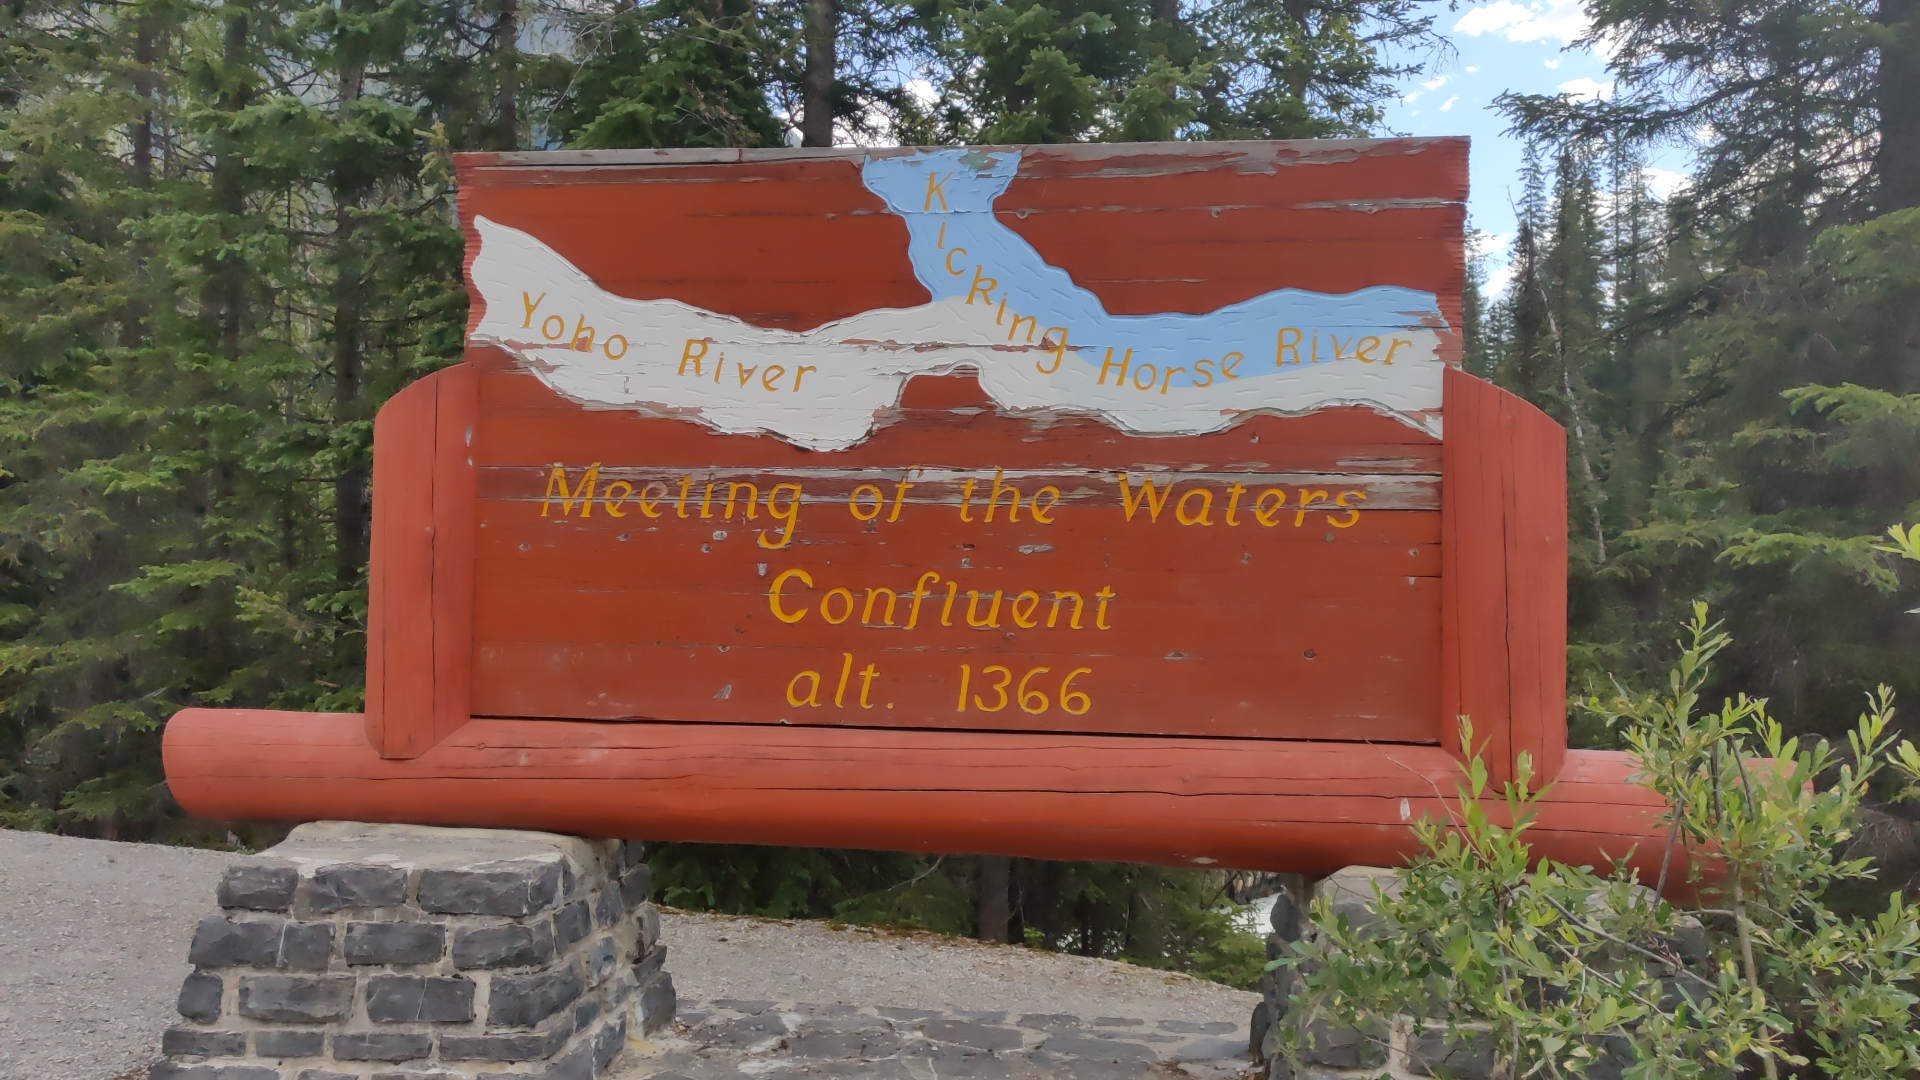 Kicking Horse River
Yoho River
Meeting of the Waters
Confluent
alt. 1366